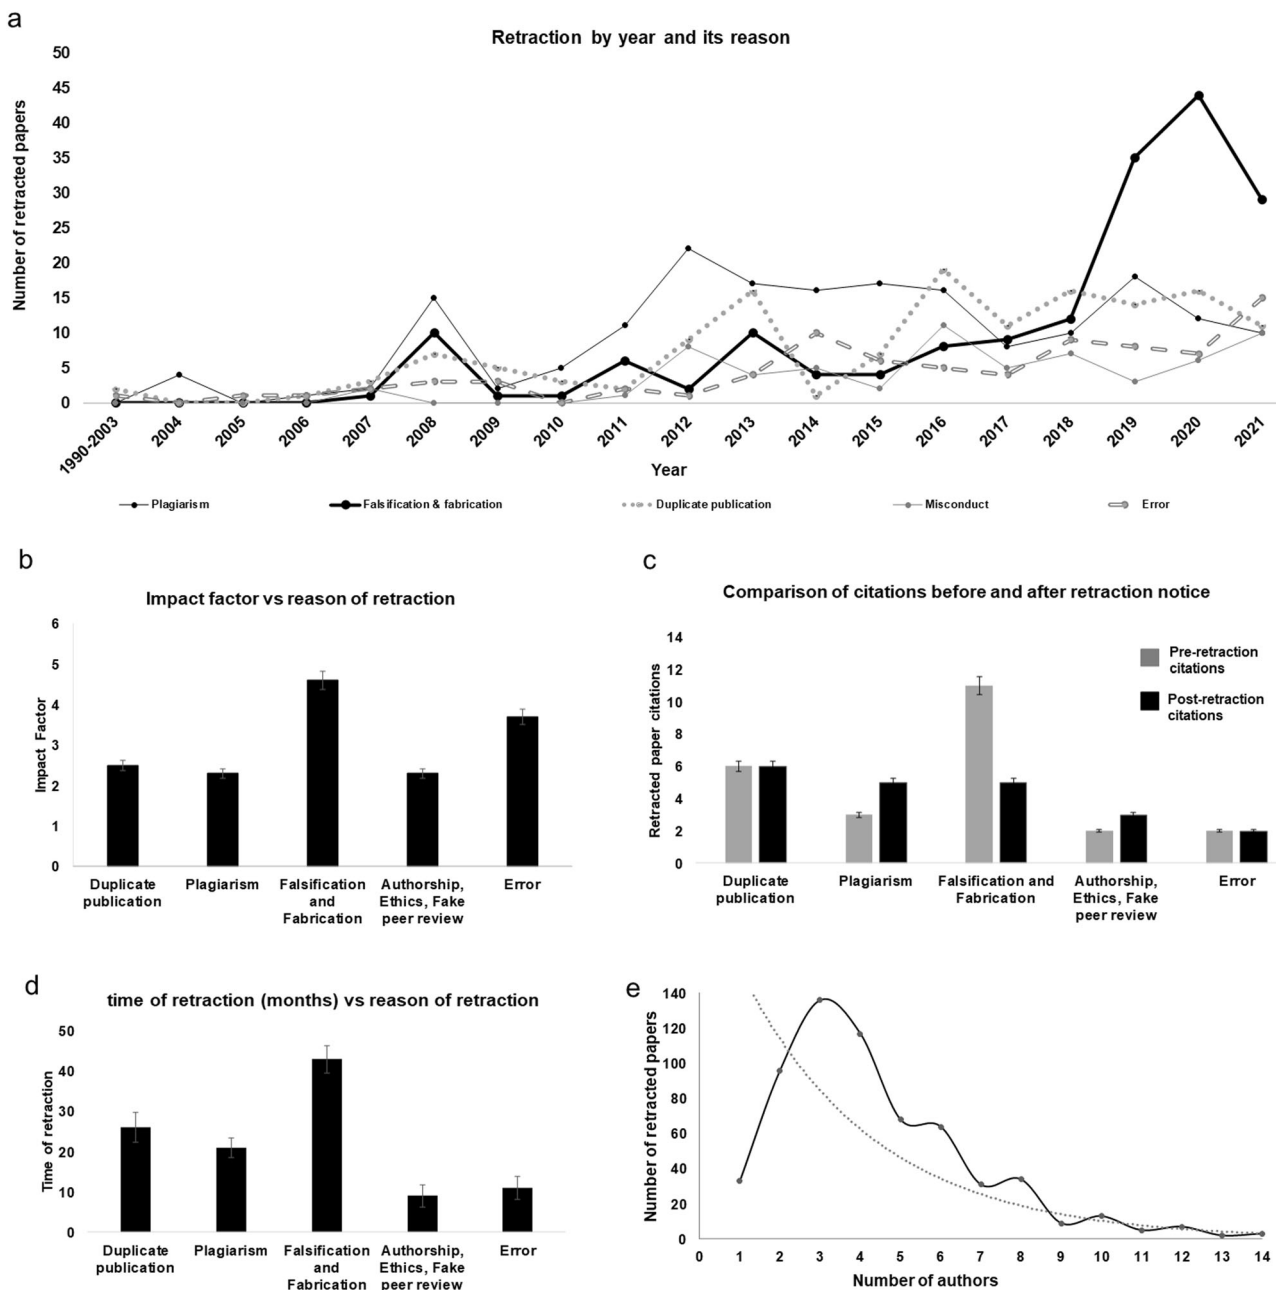 a
Retraction by year and its reason
Number of retracted papers
50
45
40
35
30
25
20
15
10
5
0
1990-2003
2004
2005
2006
2007
2008
2009
2010
2011
2012
2013
2014
2015
2016
2017
2018
2019
2020
2021
Year
Plagiarism
Falsification & fabrication
Duplicate publication
Misconduct
Error
b
Impact factor vs reason of retraction
Impact Factor
6
5
4
3
2
1
0
Duplicate
publication
Plagiarism
Falsification
and
Fabrication
Authorship,
Ethics, Fake
peer review
Error
c
Comparison of citations before and after retraction notice
Retracted paper citations
14
12
10
8
6
4
2
0
Pre-retraction
citations
Post-retraction
citations
Duplicate
publication
Plagiarism
Falsification and
Fabrication
Authorship,
Ethics, Fake
peer review
Error
d
time of retraction (months) vs reason of retraction
Time of retraction
50
40
30
20
10
0
Duplicate
publication
Plagiarism
Falsification
and
Fabrication
Authorship,
Ethics, Fake
peer review
Error
e
Number of retracted papers
140
120
100
80
60
40
20
0
0 1 2 3 4 5 6 7 8 9 10 11 12 13 14
Number of authors